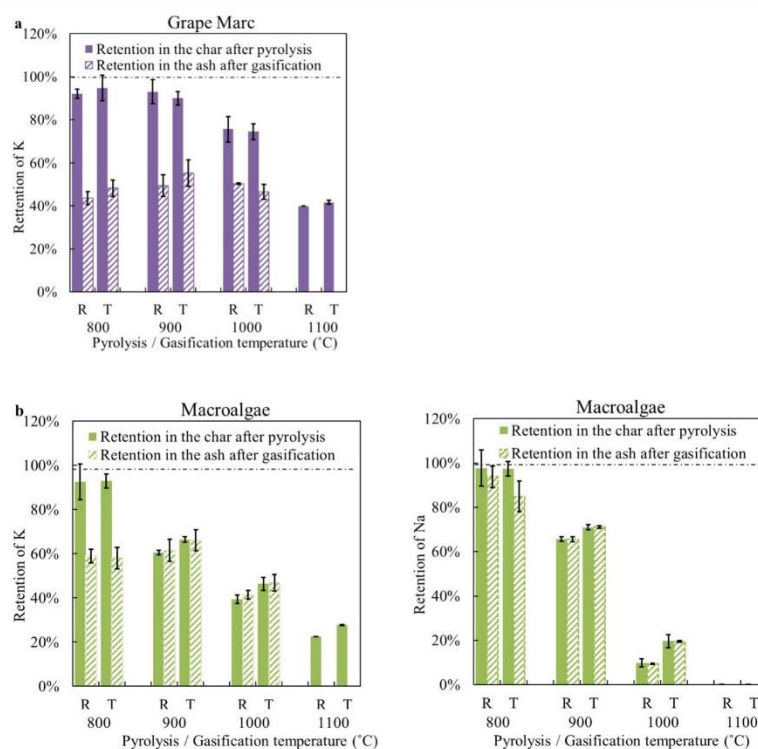 a
Grape Marc
120%
Retention in the char after pyrolysis
Retention in the ash after gasification
100%
80%
60%
40%
20%
0%
Rettention of K
R T R T R T R T
800 900 1000 1100
Pyrolysis / Gasification temperature (˚C)
b
Macroalgae
120%
Retention in the char after pyrolysis
Retention in the ash after gasification
100%
80%
60%
40%
20%
0%
Retention of K
R T R T R T R T
800 900 1000 1100
Pyrolysis / Gasification temperature (˚C)
Macroalgae
120%
Retention in the char after pyrolysis
Retention in the ash after gasification
100%
80%
60%
40%
20%
0%
Retention of Na
R T R T R T R T
800 900 1000 1100
Pyrolysis / Gasification temperature (˚C)